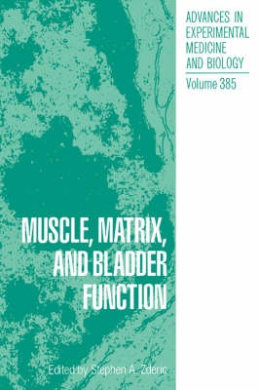 ADVANCES IN
EXPERIMENTAL
MEDICINE
AND BIOLOGY
Volume 385
MUSCLE, MATRIX,
AND BLADDER
FUNCTION
Edited by Stephen A. Zderic